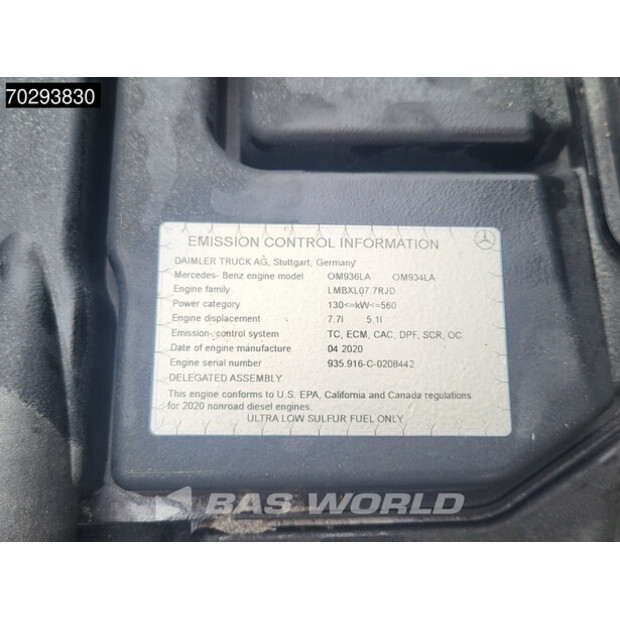 70293830
EMISSION CONTROL INFORMATION
DAIMLER TRUCK AG, Stuttgart, Germany
Mercedes- Benz engine model OM936LA OM934LA
Engine family LMBXL07.7RJD
Power category 130<=kW<=560
Engine displacement 7.7l 5.1l
Emission- control system TC, ECM, CAC, DPF, SCR, OC
Date of engine manufacture 04 2020
Engine serial number 935.916-C-0208442
DELEGATED ASSEMBLY
This engine conforms to U.S. EPA, California and Canada regulations
for 2020 nonroad diesel engines.
ULTRA LOW SULFUR FUEL ONLY
BAS WORLD